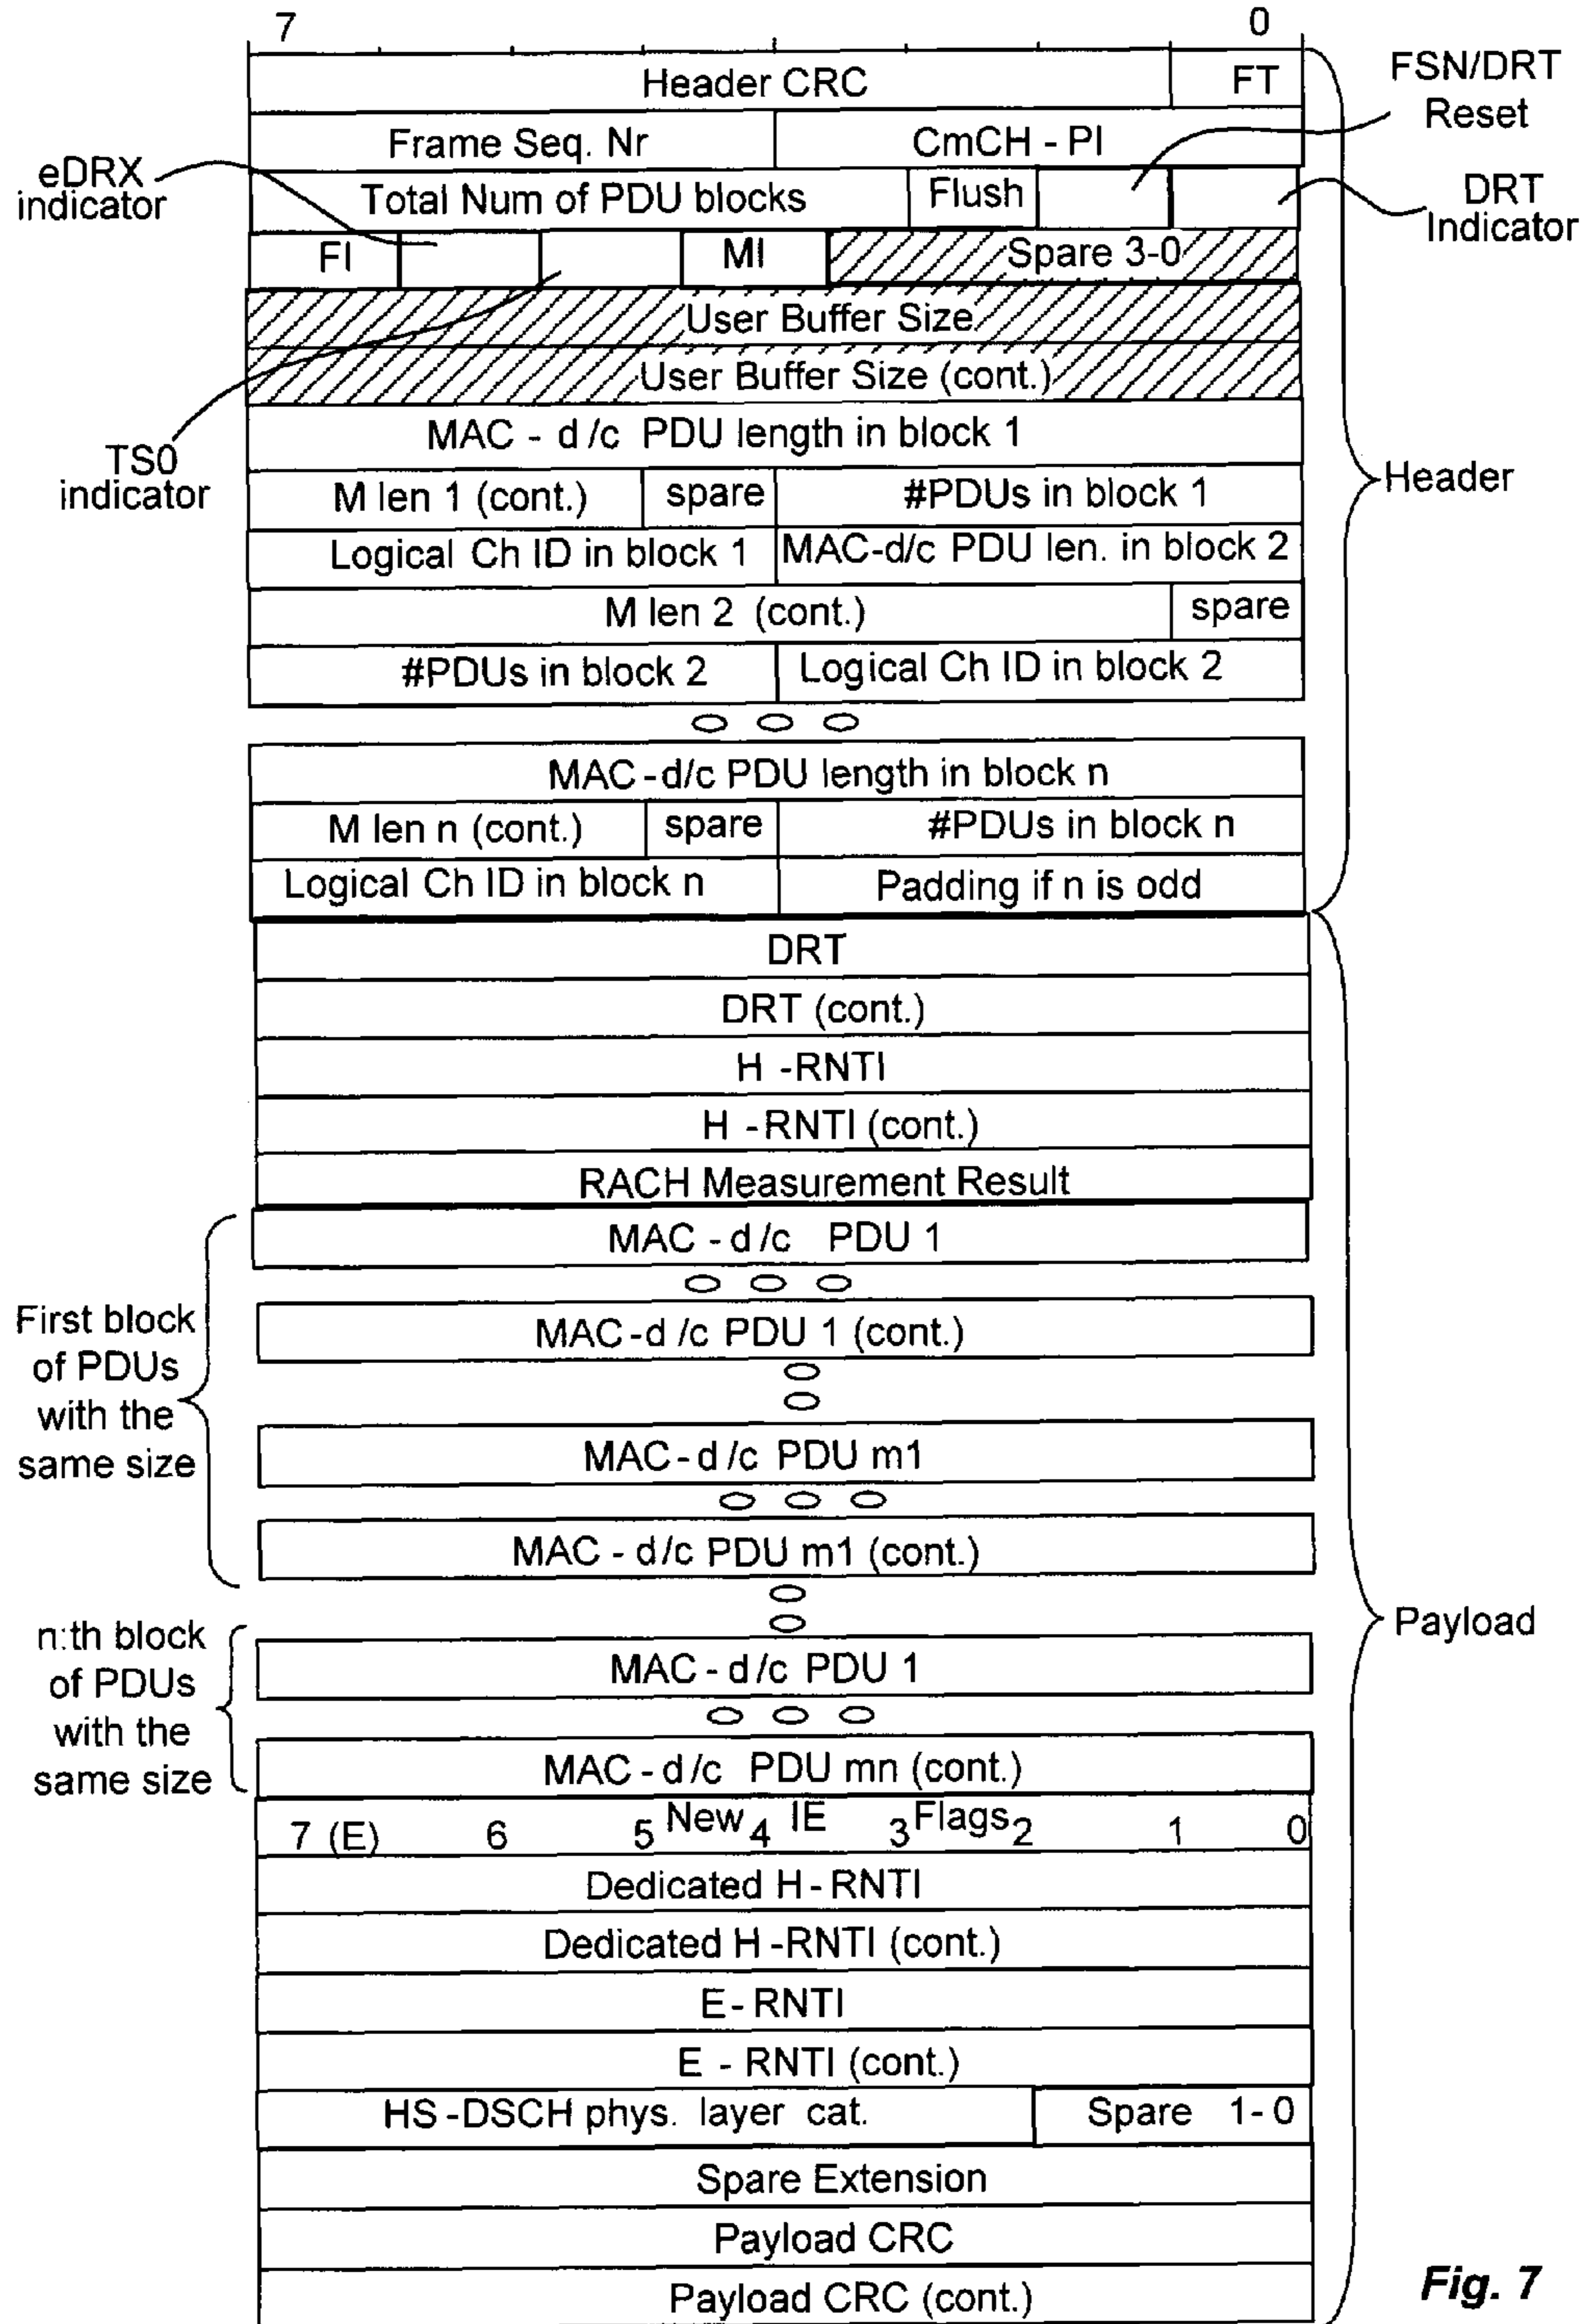 7 0
Header CRC FT
FSN/DRT
Reset
Frame Seq. Nr CmCH - PI
eDRX
indicator
Total Num of PDU blocks Flush
DRT
Indicator
FI MI Spare 3-0
User Buffer Size
User Buffer Size (cont.)
TS0
indicator
MAC - d/c PDU length in block 1
Header
M len 1 (cont.) spare #PDUs in block 1
Logical Ch ID in block 1 MAC-d/c PDU len. in block 2
M len 2 (cont.) spare
#PDUs in block 2 Logical Ch ID in block 2
MAC-d/c PDU length in block n
M len n (cont.) spare #PDUs in block n
Logical Ch ID in block n Padding if n is odd
DRT
DRT (cont.)
H -RNTI
H -RNTI (cont.)
RACH Measurement Result
MAC - d/c PDU 1
First block
of PDUs
with the
same size
MAC-d /c PDU 1 (cont.)
MAC-d/c PDU m1
MAC - d/c PDU m1 (cont.)
Payload
n:th block
of PDUs
with the
same size
MAC - d/c PDU 1
MAC - d/c PDU mn (cont.)
New IE Flags
7 (E) 6 5 4 3 2 1 0
Dedicated H - RNTI
Dedicated H -RNTI (cont.)
E- RNTI
E - RNTI (cont.)
HS -DSCH phys. layer cat. Spare 1- 0
Spare Extension
Payload CRC
Payload CRC (cont.)
Fig. 7